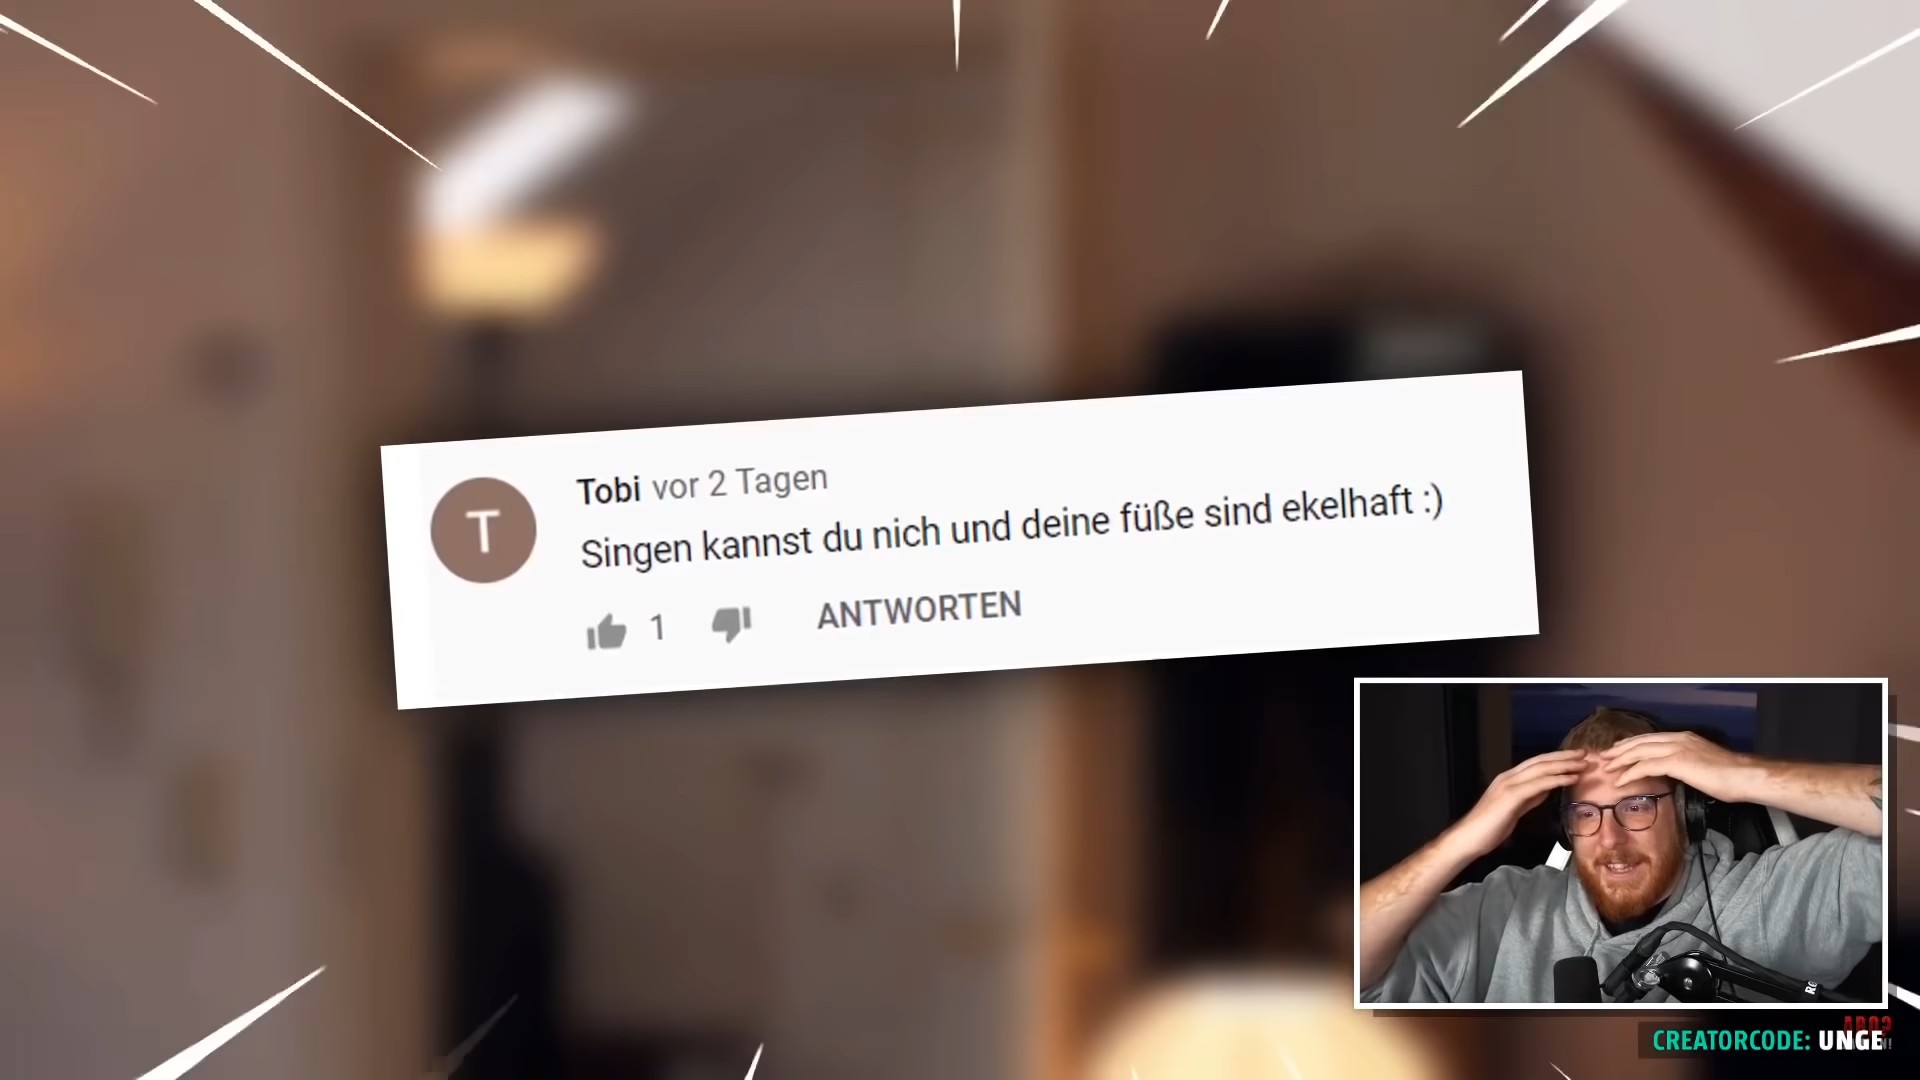 Tobi vor 2 Tagen
T
Singen kannst du nich und deine füße sind ekelhaft :)
1
ANTWORTEN
CREATORCODE: UNGE